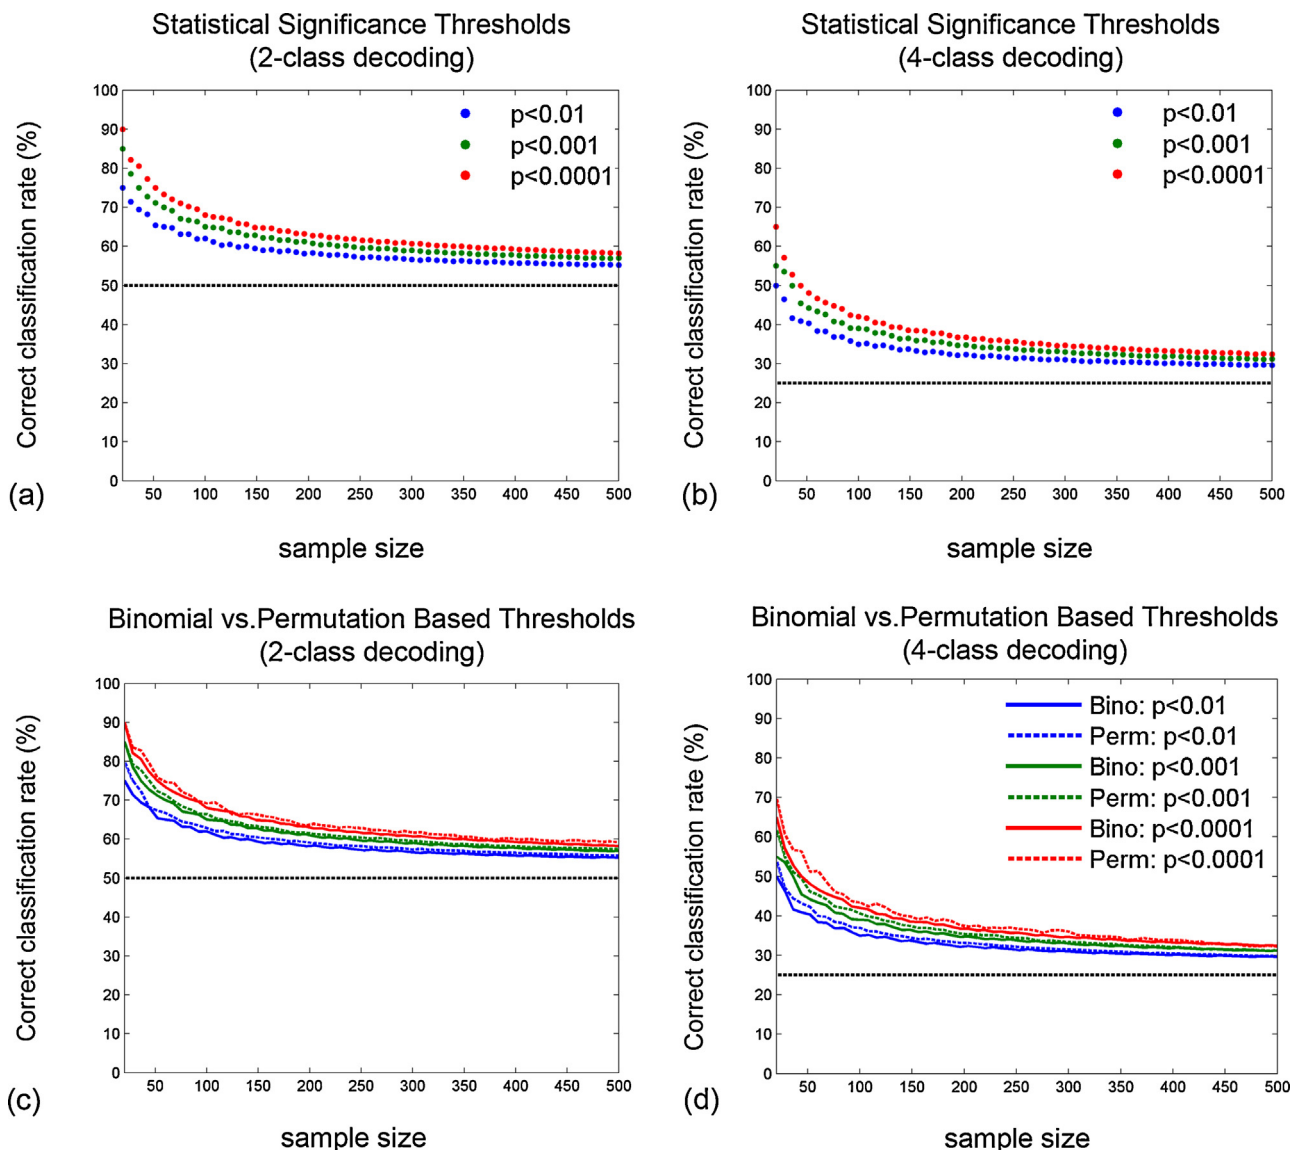 Statistical Significance Thresholds
(2-class decoding)
Correct classification rate (%)
100
90
80
70
60
50
40
30
20
10
0
p<0.01
p<0.001
p<0.0001
50 100 150 200 250 300 350 400 450 500
(a)
sample size
Statistical Significance Thresholds
(4-class decoding)
Correct classification rate (%)
100
90
80
70
60
50
40
30
20
10
0
p<0.01
p<0.001
p<0.0001
50 100 150 200 250 300 350 400 450 500
(b)
sample size
Binomial vs.Permutation Based Thresholds
(2-class decoding)
Correct classification rate (%)
100
90
80
70
60
50
40
30
20
10
0
50 100 150 200 250 300 350 400 450 500
(c)
sample size
Binomial vs.Permutation Based Thresholds
(4-class decoding)
Correct classification rate (%)
100
90
80
70
60
50
40
30
20
10
0
Bino: p<0.01
Perm: p<0.01
Bino: p<0.001
Perm: p<0.001
Bino: p<0.0001
Perm: p<0.0001
50 100 150 200 250 300 350 400 450 500
(d)
sample size